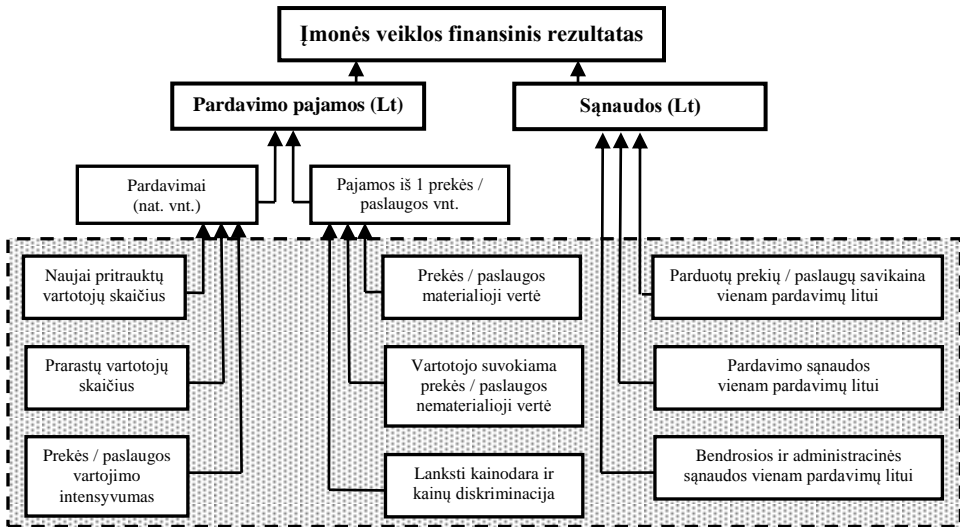 Įmonės veiklos finansinis rezultatas
Pardavimo pajamos (Lt)
Sąnaudos (Lt)
Pardavimai
(nat. vnt.)
Pajamos iš 1 prekės /
paslaugos vnt.
Naujai pritrauktų
vartotojų skaičius
Prekės / paslaugos
materialioji vertė
Parduotų prekių / paslaugų savikaina
vienam pardavimų litui
Prarastų vartotojų
skaičius
Vartotojo suvokiama
prekės / paslaugos
nematerialioji vertė
Pardavimo sąnaudos
vienam pardavimų litui
Prekės / paslaugos
vartojimo
intensyvumas
Lanksti kainodara ir
kainų diskriminacija
Bendrosios ir administracinės
sąnaudos vienam pardavimų litui